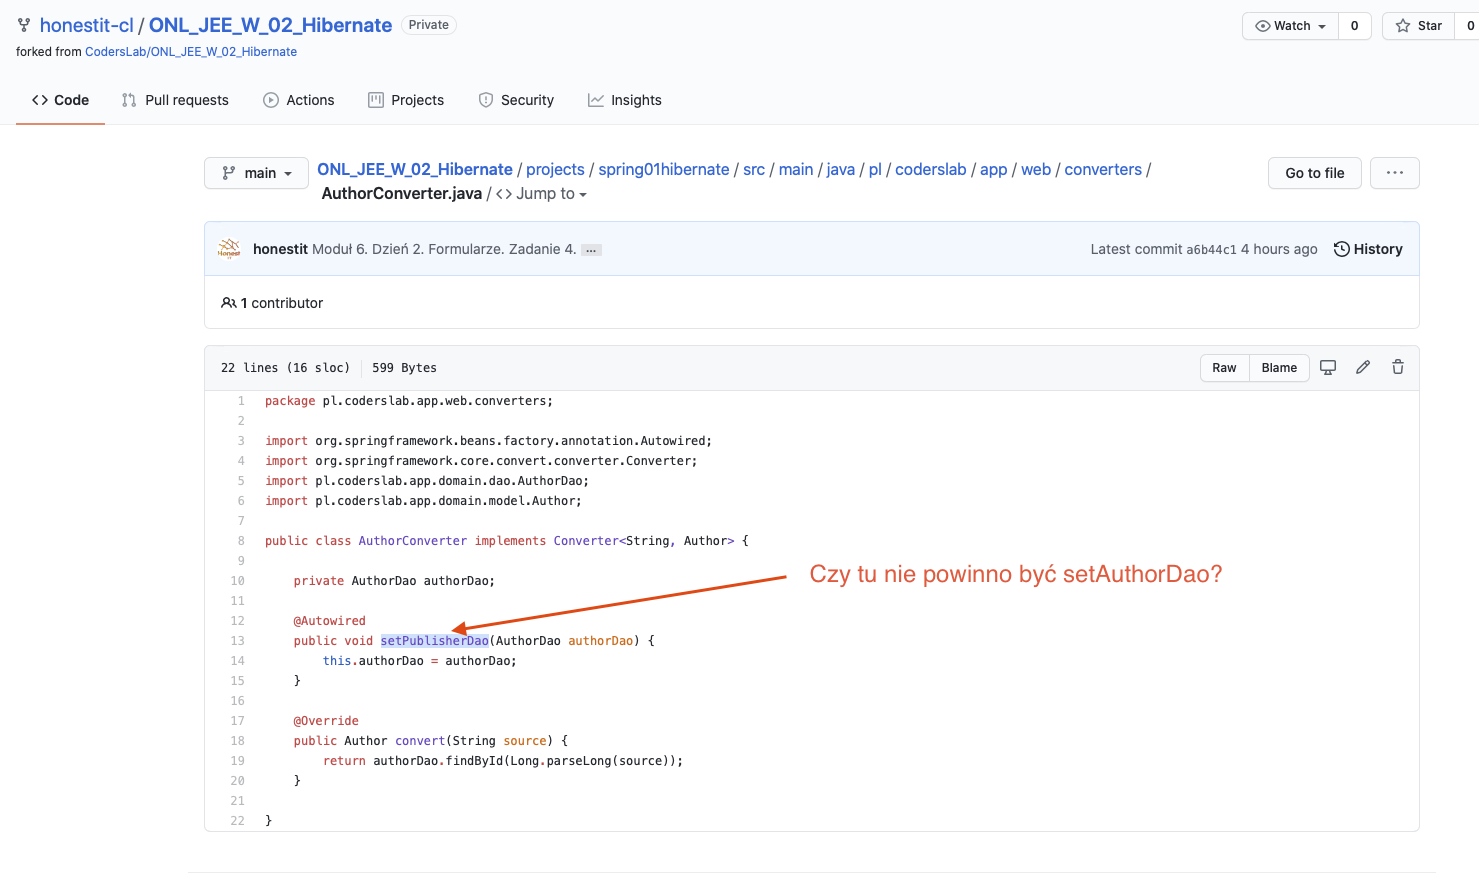 honestit-cl / ONL_JEE_W_02_Hibernate Private
Watch 0 Star 0
forked from CodersLab/ONL_JEE_W_02_Hibernate
Code Pull requests Actions Projects Security Insights
main ONL_JEE_W_02_Hibernate / projects / spring01hibernate / src / main / java / pl / coderslab / app / web / converters /
AuthorConverter.java / <> Jump to
Go to file ...
honestit Moduł 6. Dzień 2. Formularze. Zadanie 4. ...
Latest commit a6b44c1 4 hours ago History
1 contributor
22 lines (16 sloc) 599 Bytes
Raw Blame
1 package pl.coderslab.app.web.converters;
2
3 import org.springframework.beans.factory.annotation.Autowired;
4 import org.springframework.core.convert.converter.Converter;
5 import pl.coderslab.app.domain.dao.AuthorDao;
6 import pl.coderslab.app.domain.model.Author;
7
8 public class AuthorConverter implements Converter<String, Author> {
9
10 private AuthorDao authorDao;
Czy tu nie powinno być setAuthorDao?
11
12 @Autowired
13 public void setPublisherDao(AuthorDao authorDao) {
14 this.authorDao = authorDao;
15 }
16
17 @Override
18 public Author convert(String source) {
19 return authorDao.findById(Long.parseLong(source));
20 }
21
22 }